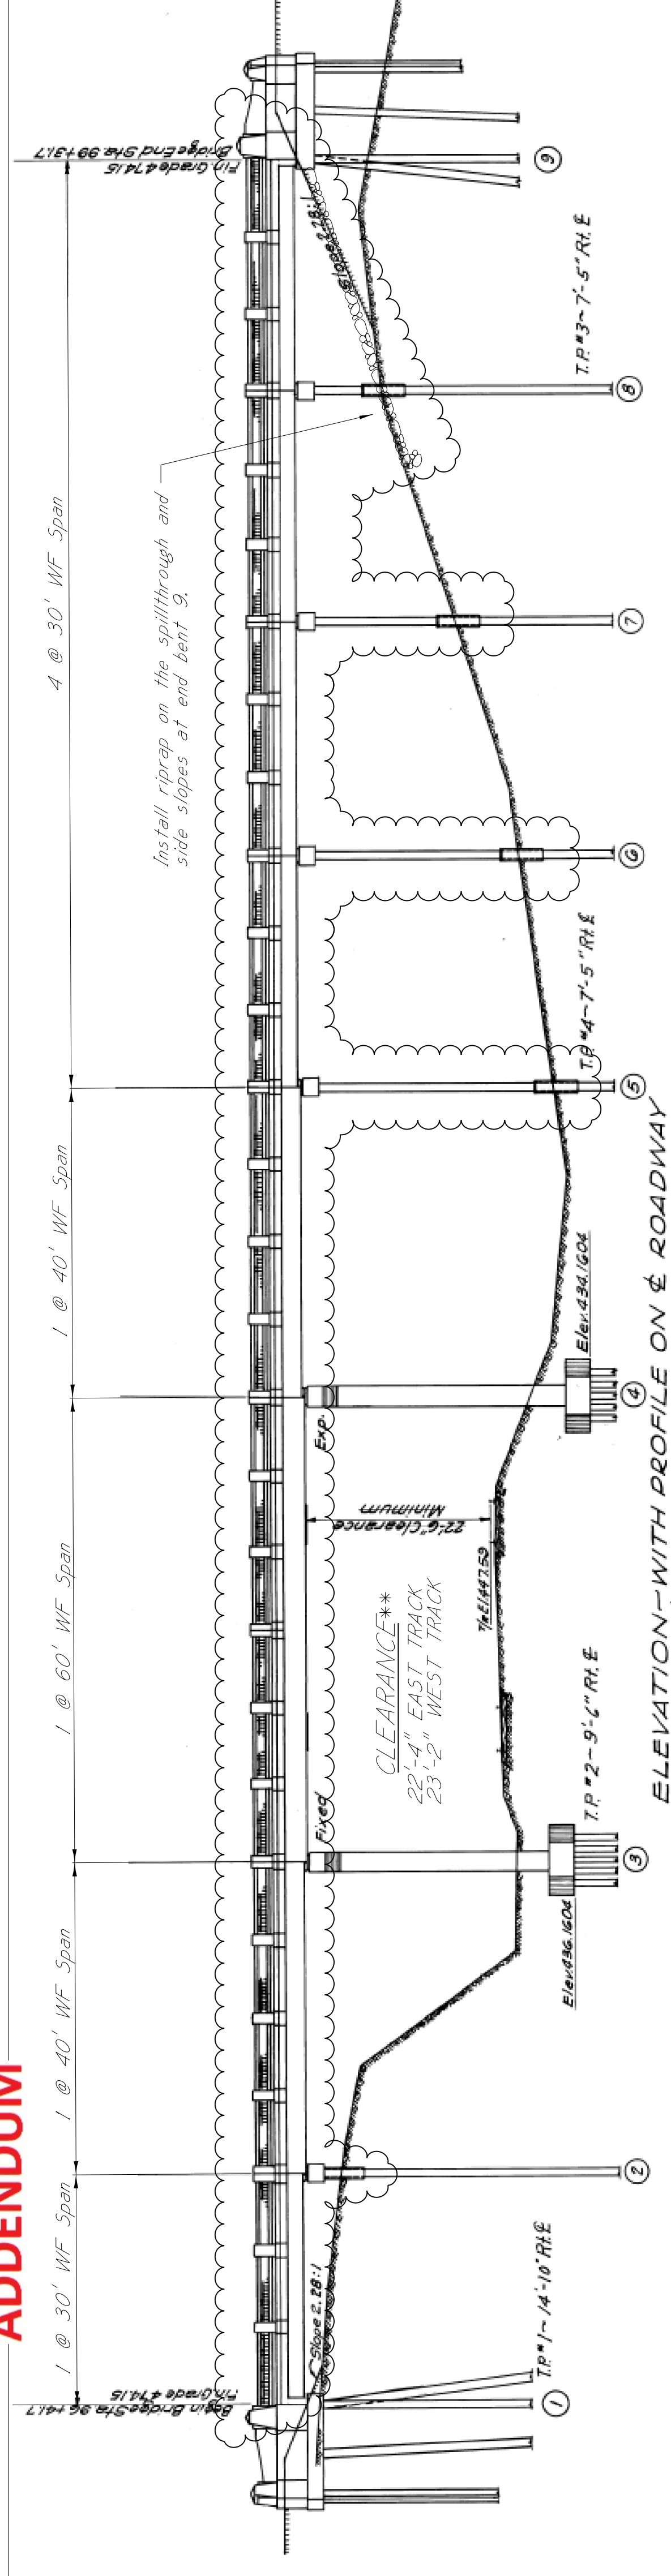 ADDENDUM
1 @ 30' WF Span
1 @ 40' WF Span
1 @ 60' WF Span
1 @ 40' WF Span
4 @ 30' WF Span
Begin Bridge Sta. 96+41.7
Fin. Grade 474.15
Bridge End Sta. 99+31.7
Fin. Grade 474.15
Install riprap on the spillthrough and
side slopes at end bent 9.
Slope 2.28:1
Slope 2.28:1
Fixed
Exp.
22'-6" Clearance
Minimum
CLEARANCE**
22'-4" EAST TRACK
23'-2" WEST TRACK
T/R El.447.59
Elev.436.1604
Elev.434.1604
T.P. #1~14'-10" Rt. ℄
T.P. #2~9'-6" Rt. ℄
T.P. #4~7'-5" Rt. ℄
T.P. #3~7'-5" Rt. ℄
1
2
3
4
5
6
7
8
9
ELEVATION~WITH PROFILE ON ℄ ROADWAY